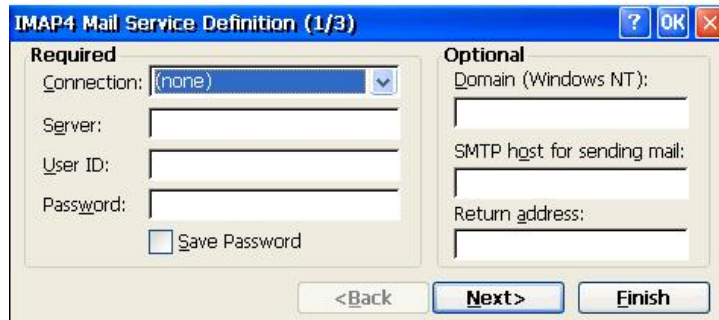 IMAP4 Mail Service Definition (1/3) ? OK ×
Required
Connection: (none)
Server:
User ID:
Password:
Save Password
Optional
Domain (Windows NT):
SMTP host for sending mail:
Return address:
<Back Next> Finish